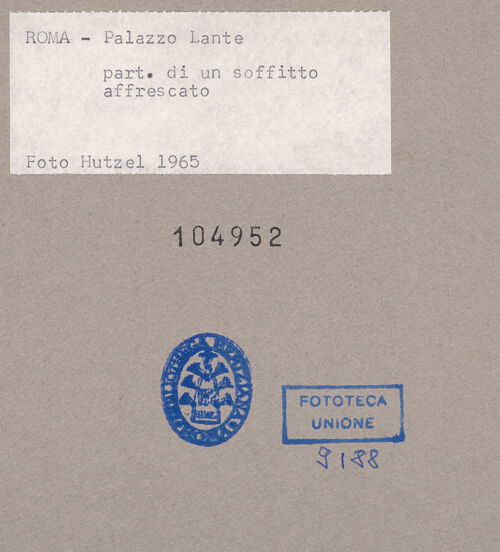 ROMA - Palazzo Lante
part. di un soffitto
affrescato
Foto Hutzel 1965
104952
FOTOTECA
UNIONE
9188